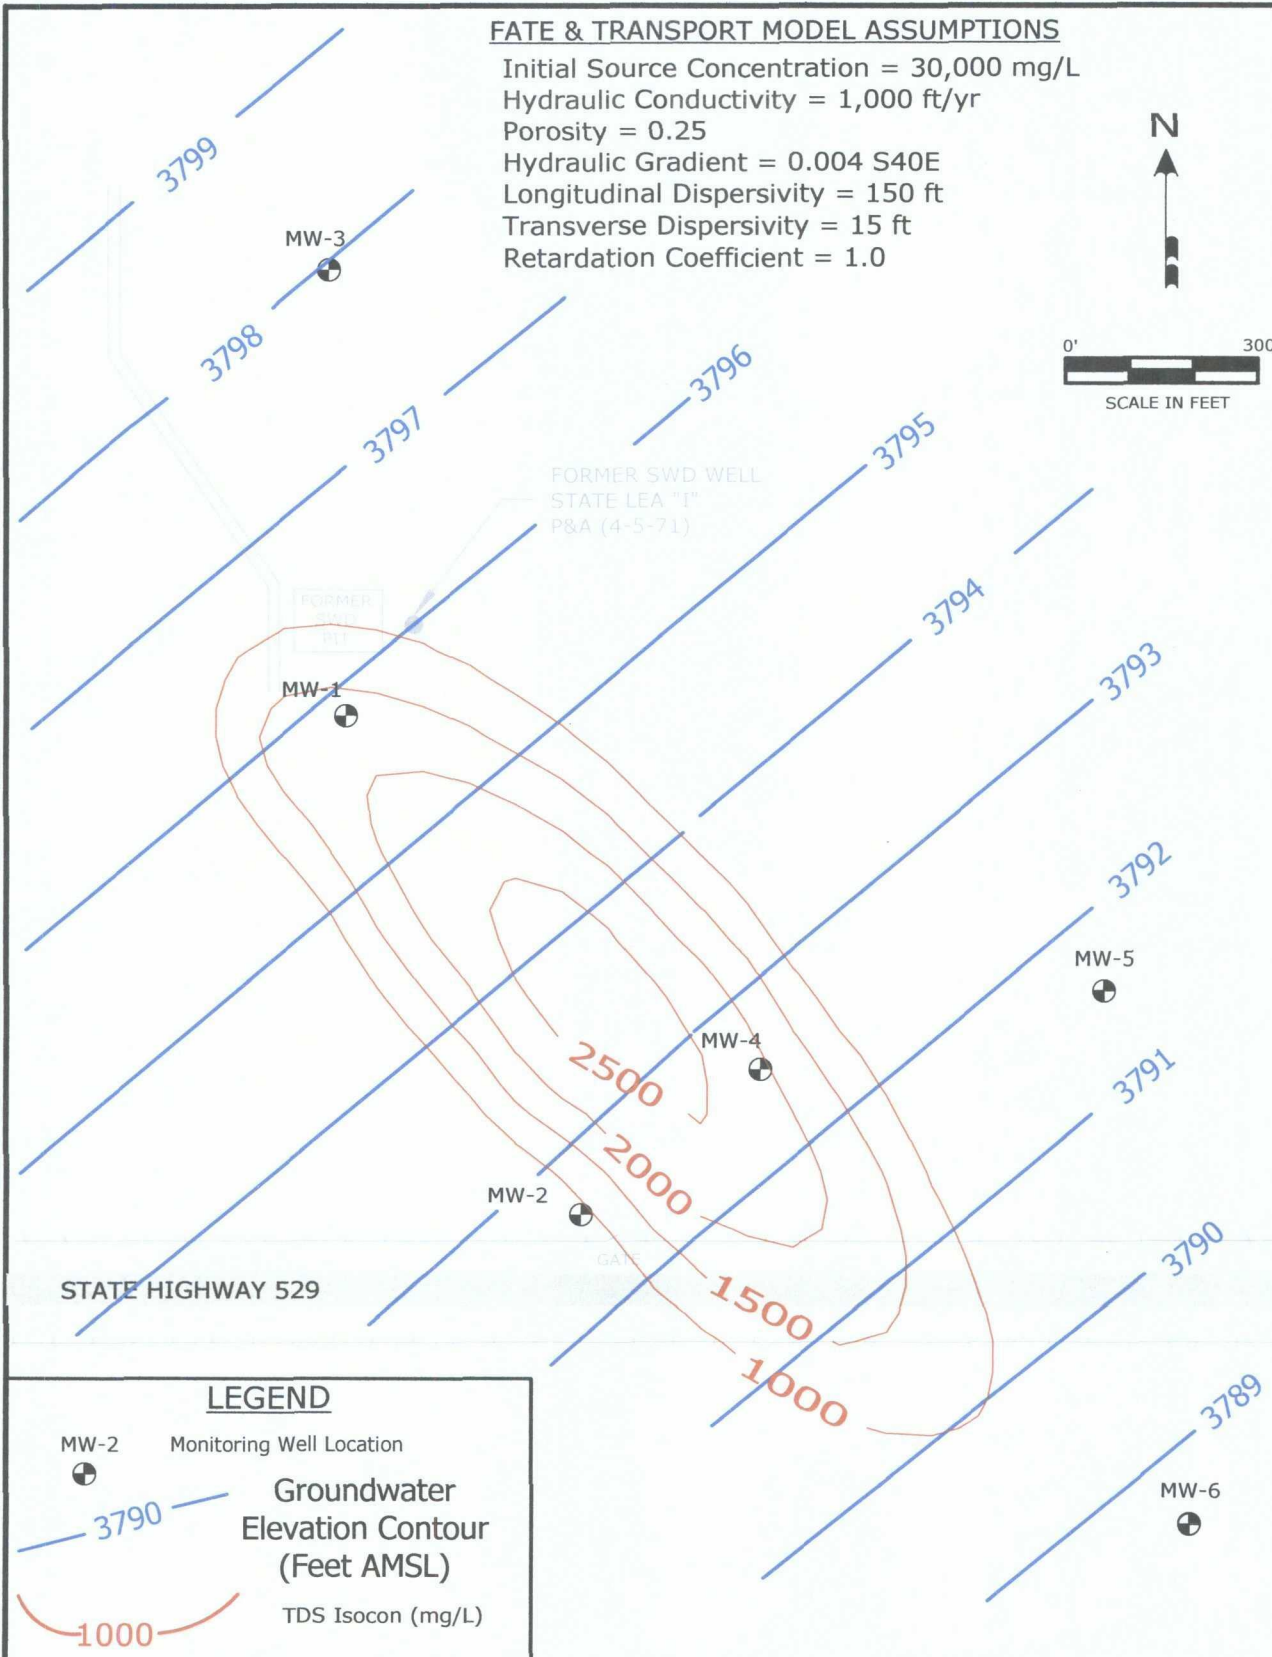 FATE & TRANSPORT MODEL ASSUMPTIONS
Initial Source Concentration = 30,000 mg/L
Hydraulic Conductivity = 1,000 ft/yr
Porosity = 0.25
Hydraulic Gradient = 0.004 S40E
Longitudinal Dispersivity = 150 ft
Transverse Dispersivity = 15 ft
Retardation Coefficient = 1.0
N
0' 300
SCALE IN FEET
3799
MW-3
3798
3797
3796
3795
FORMER SWD WELL
STATE LEA "I"
P&A (4-5-71)
FORMER
SWD
PIT
3794
3793
MW-1
3792
MW-5
MW-4
2500
3791
2000
MW-2
GATE
3790
STATE HIGHWAY 529
1500
1000
3789
MW-6
LEGEND
MW-2 Monitoring Well Location
3790 Groundwater
Elevation Contour
(Feet AMSL)
TDS Isocon (mg/L)
1000